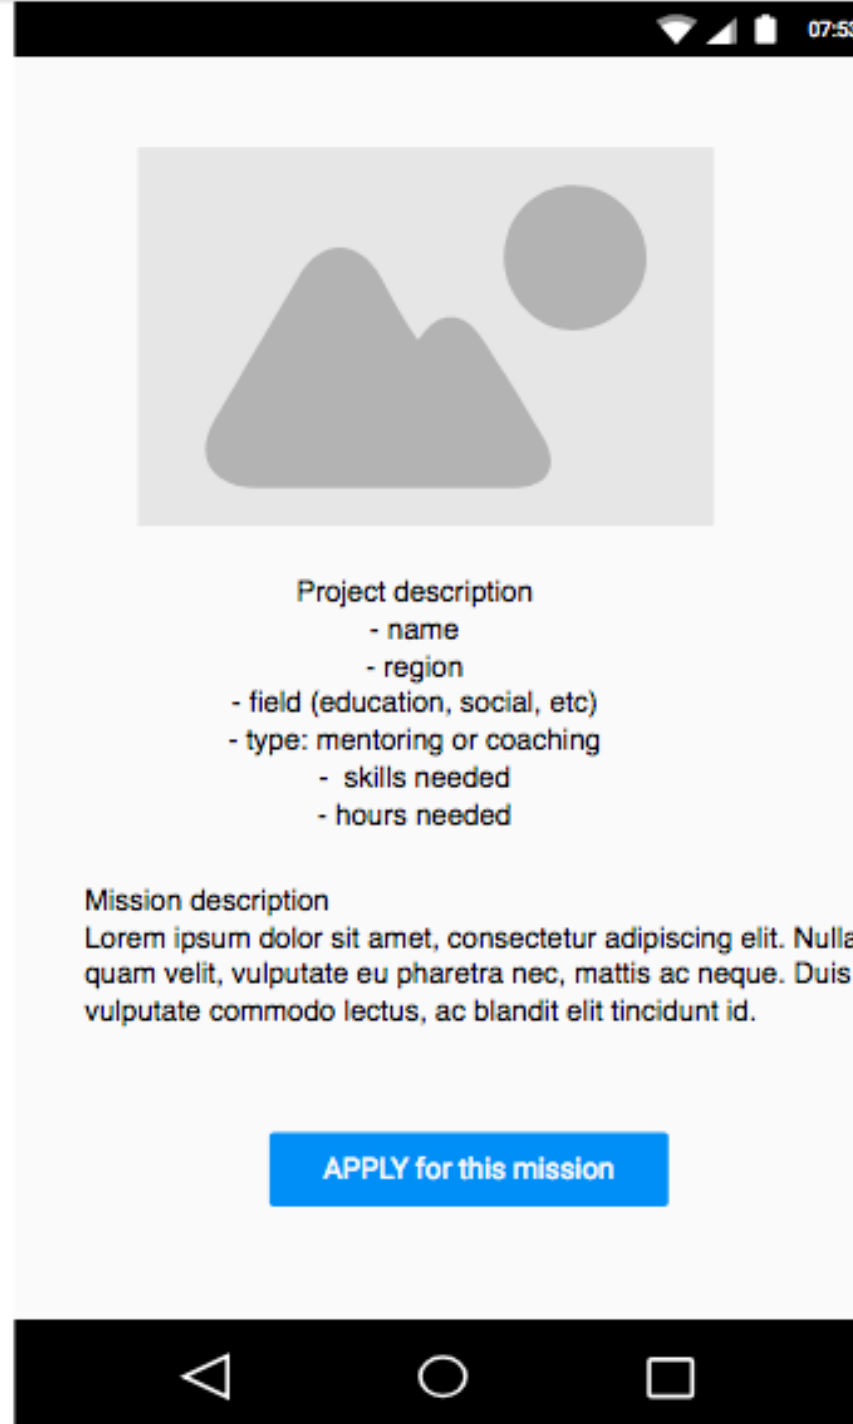 07:53
Project description
- name
- region
- field (education, social, etc)
- type: mentoring or coaching
- skills needed
- hours needed
Mission description
Lorem ipsum dolor sit amet, consectetur adipiscing elit. Nulla
quam velit, vulputate eu pharetra nec, mattis ac neque. Duis
vulputate commodo lectus, ac blandit elit tincidunt id.
APPLY for this mission